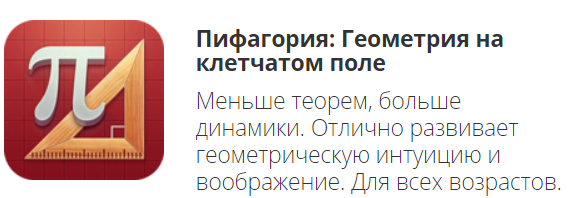 π
Пифагория: Геометрия на
клетчатом поле
Меньше теорем, больше
динамики. Отлично развивает
геометрическую интуицию и
воображение. Для всех возрастов.